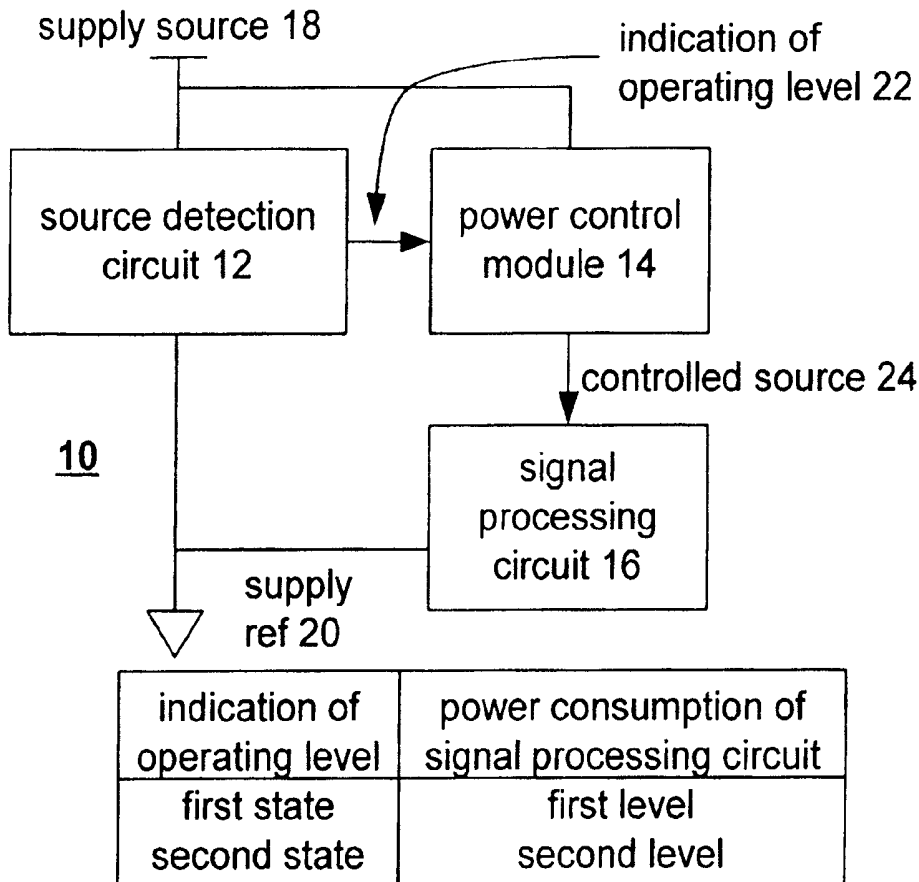 supply source 18
indication of
operating level 22
source detection
circuit 12
power control
module 14
controlled source 24
10
signal
processing
circuit 16
supply
ref 20
indication of
operating level
power consumption of
signal processing circuit
first state
first level
second state
second level